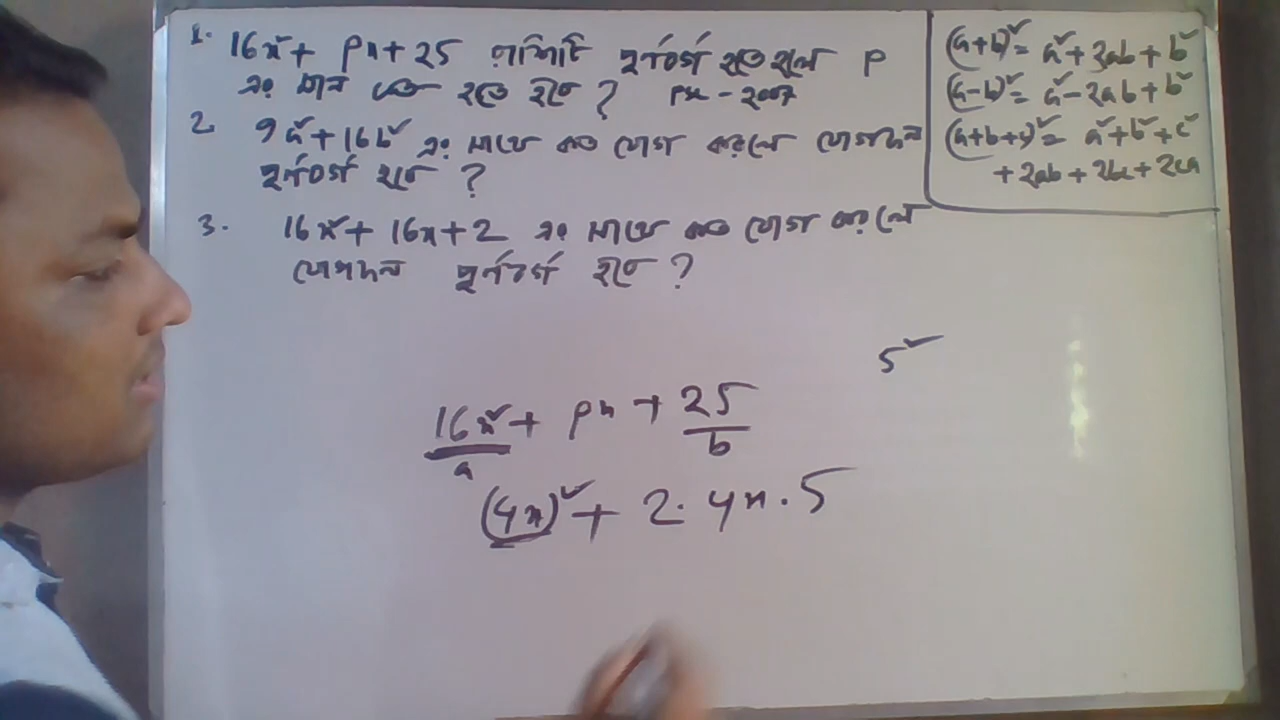 1. 16x² + px + 25 রাশিটি পূর্ণবর্গ হতে হলে P
এর মান কত হতে হবে ? PSC - 2007
2. 9a² + 16b² এর সাথে কত যোগ করলে যোগফল
পূর্ণবর্গ হবে ?
3. 16x² + 16x + 2 এর সাথে কত যোগ করলে
যোগফল পূর্ণবর্গ হবে ?
(a+b)² = a² + 2ab + b²
(a-b)² = a² - 2ab + b²
(a+b+c)² = a² + b² + c²
+ 2ab + 2bc + 2ca
5²
16x² + px + 25
a b
(4x)² + 2. 4x . 5